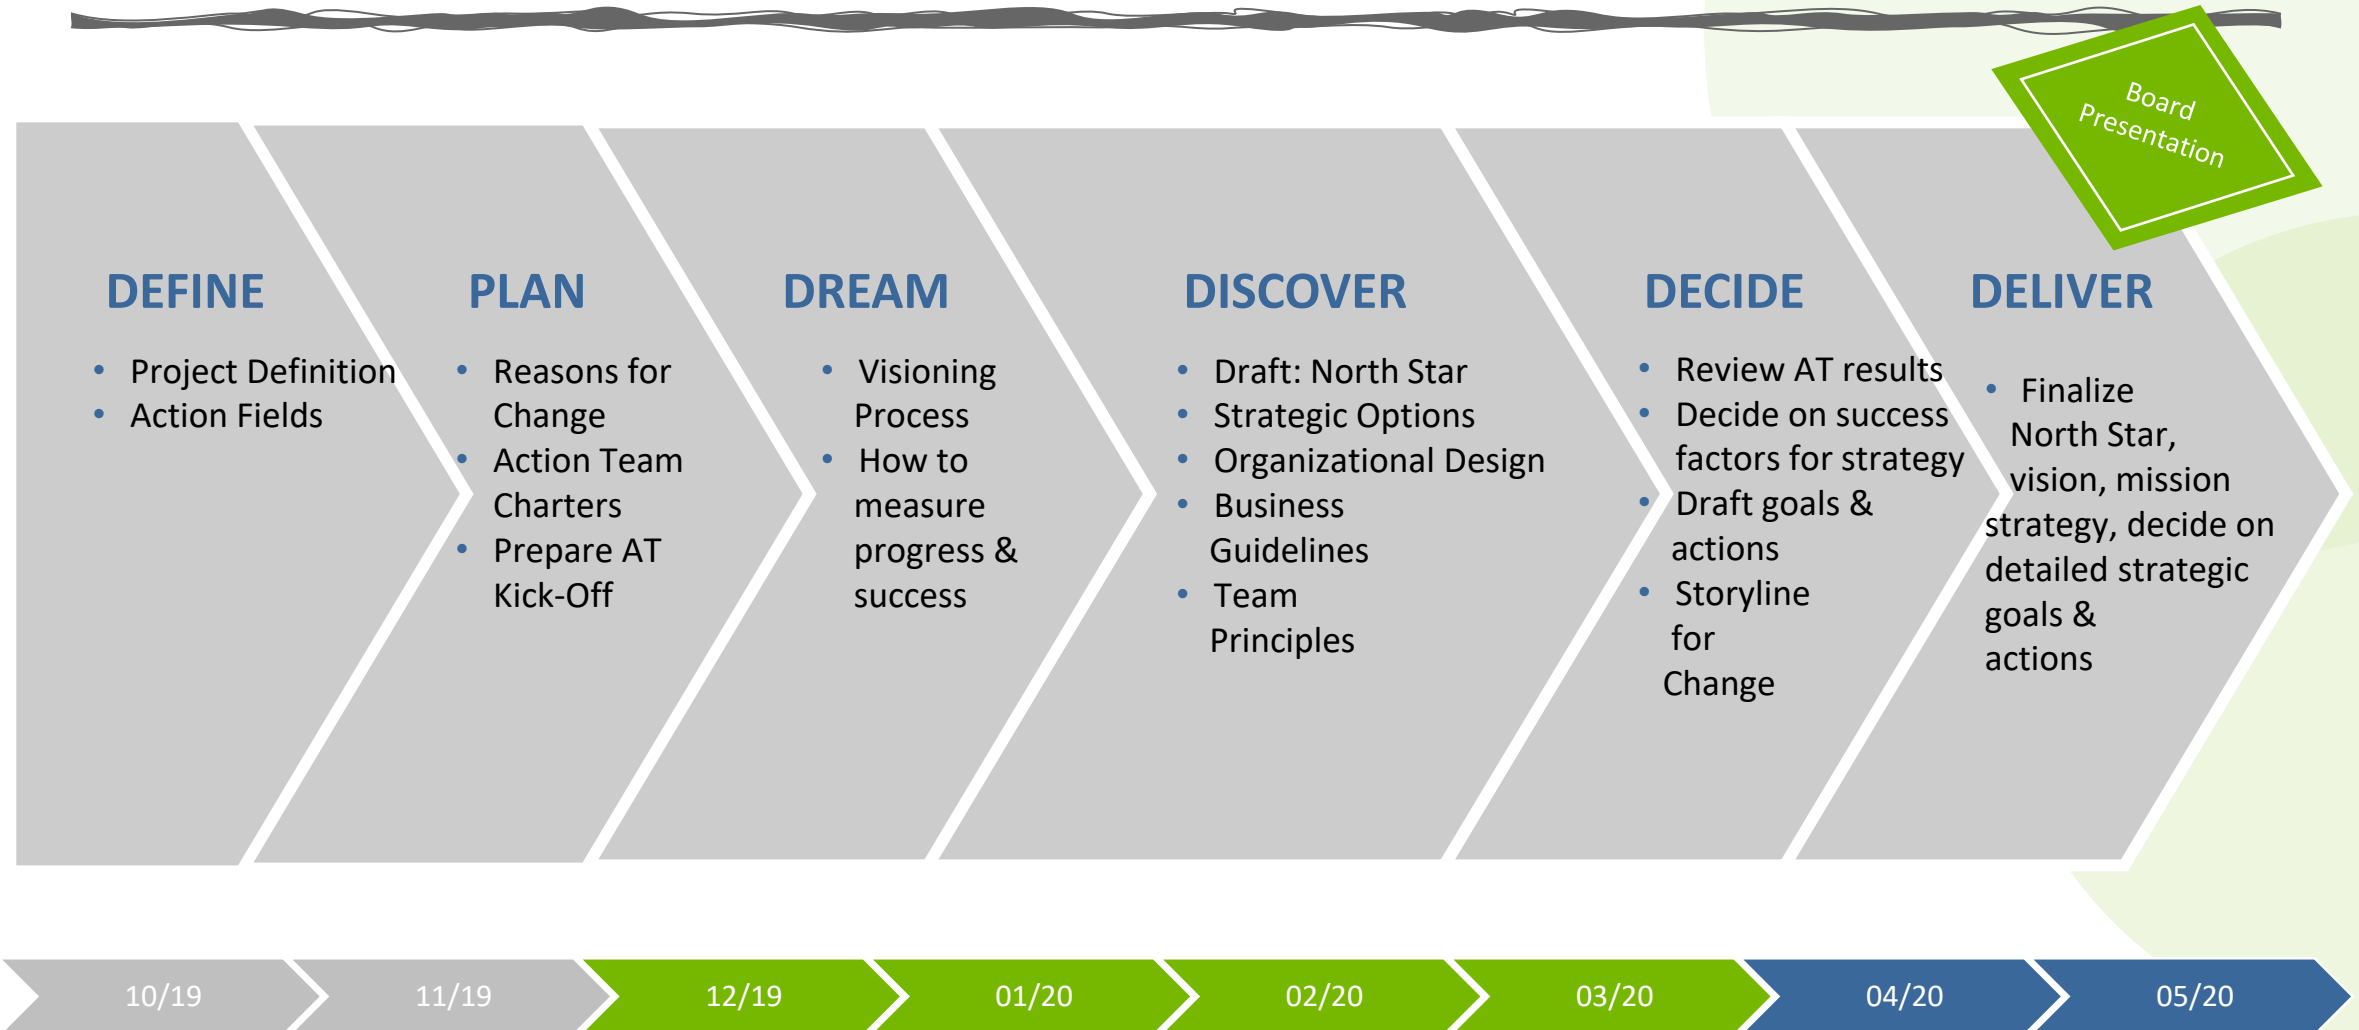 Board
Presentation
DEFINE
• Project Definition
• Action Fields
PLAN
• Reasons for
Change
• Action Team
Charters
• Prepare AT
Kick-Off
DREAM
• Visioning
Process
• How to
measure
progress &
success
DISCOVER
• Draft: North Star
• Strategic Options
• Organizational Design
• Business
Guidelines
• Team
Principles
DECIDE
• Review AT results
• Decide on success
factors for strategy
• Draft goals &
actions
• Storyline
for
Change
DELIVER
• Finalize
North Star,
vision, mission
strategy, decide on
detailed strategic
goals &
actions
10/19
11/19
12/19
01/20
02/20
03/20
04/20
05/20